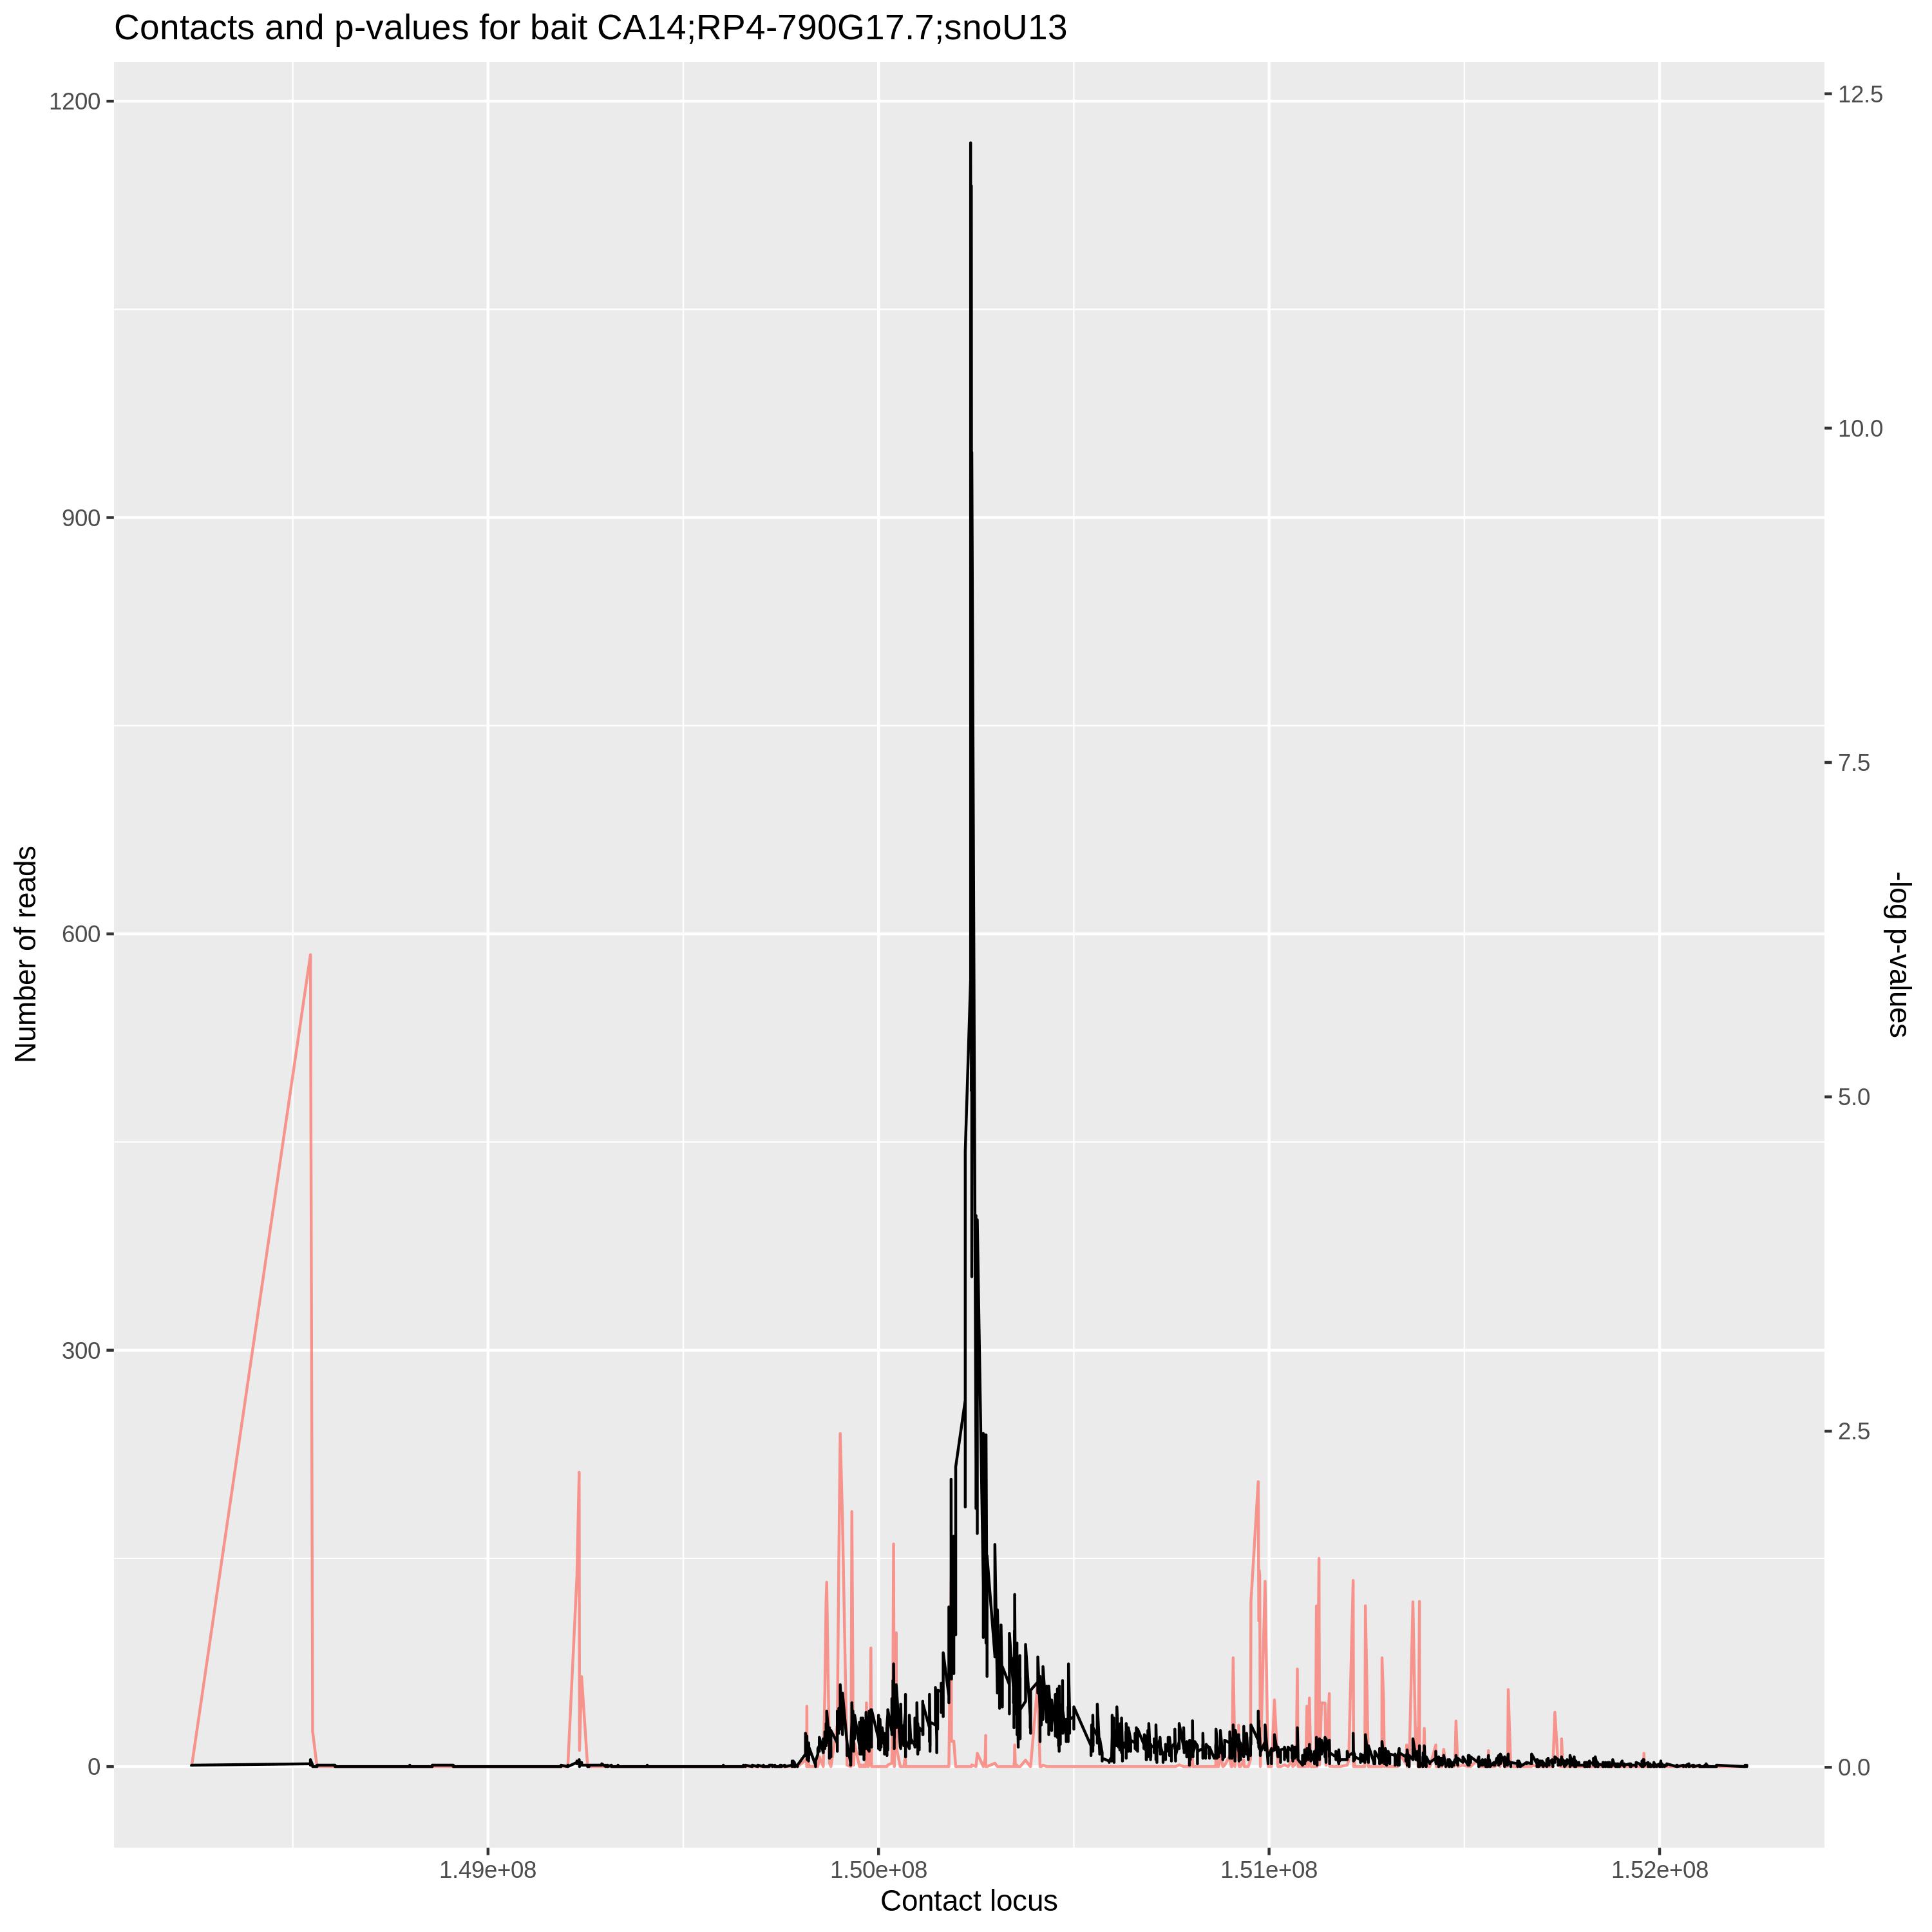 Contacts and p-values for bait CA14;RP4-790G17.7;snoU13
1200
900
600
300
0
Number of reads
12.5
10.0
7.5
5.0
2.5
0.0
-log p-values
1.49e+08
1.50e+08
1.51e+08
1.52e+08
Contact locus